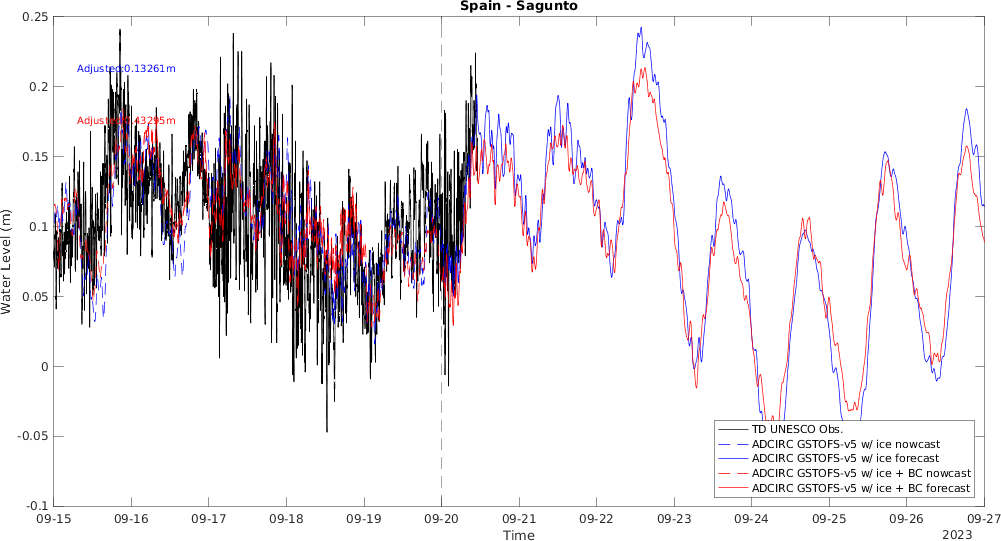 Spain - Sagunto
0.25
0.2
0.15
0.1
0.05
0
-0.05
-0.1
Water Level (m)
Adjusted:0.13261m
TD UNESCO Obs.
ADCIRC GSTOFS-v5 w/ ice nowcast
ADCIRC GSTOFS-v5 w/ ice forecast
ADCIRC GSTOFS-v5 w/ ice + BC nowcast
ADCIRC GSTOFS-v5 w/ ice + BC forecast
09-15 09-16 09-17 09-18 09-19 09-20 09-21 09-22 09-23 09-24 09-25 09-26 09-27
Time
2023